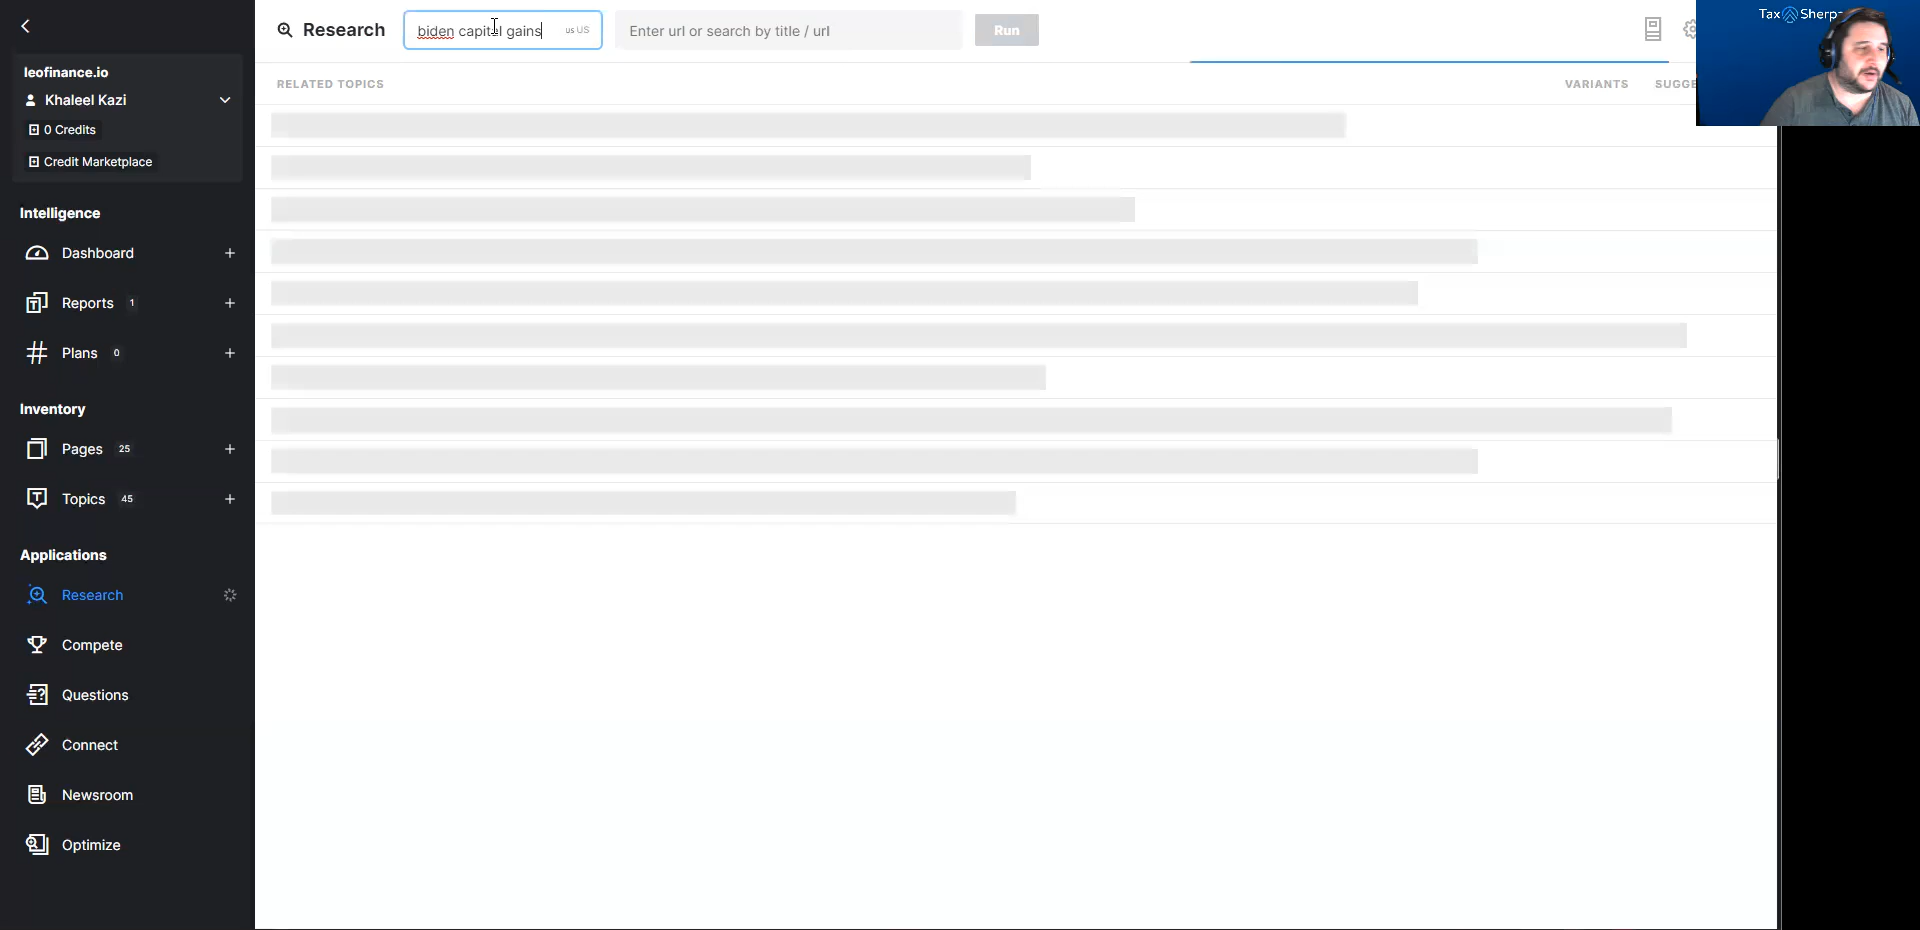 leofinance.io
Khaleel Kazi
0 Credits
Credit Marketplace
Intelligence
Dashboard
Reports 1
Plans 0
Inventory
Pages 25
Topics 45
Applications
Research
Compete
Questions
Connect
Newsroom
Optimize
Research
biden capital gains
us US
Enter url or search by title / url
Run
RELATED TOPICS
VARIANTS
SUGGE
Tax Sherp